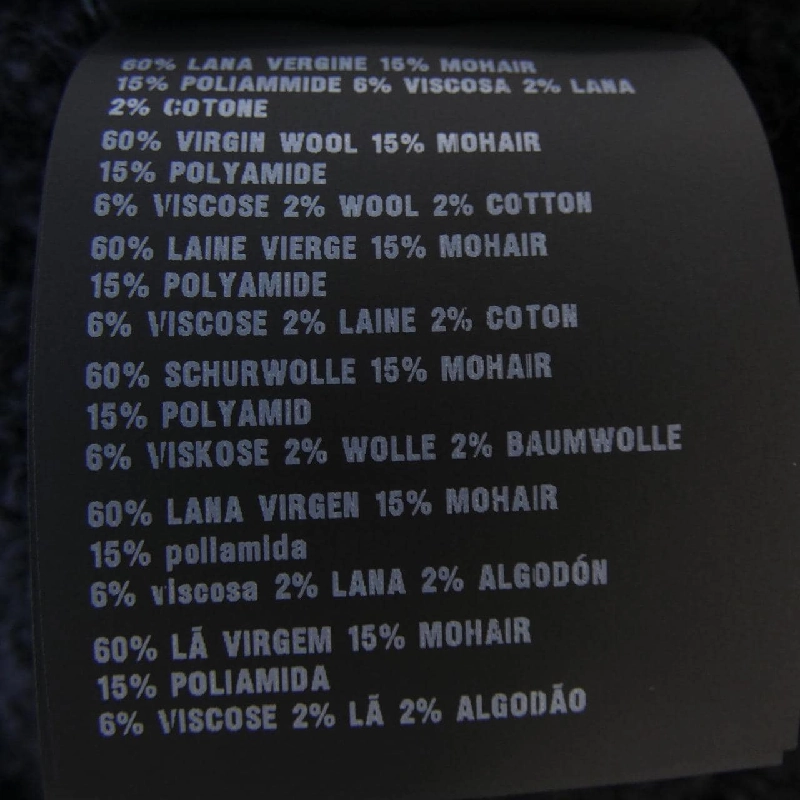 60% LANA VERGINE 15% MOHAIR
15% POLIAMMIDE 6% VISCOSA 2% LANA
2% COTONE
60% VIRGIN WOOL 15% MOHAIR
15% POLYAMIDE
6% VISCOSE 2% WOOL 2% COTTON
60% LAINE VIERGE 15% MOHAIR
15% POLYAMIDE
6% VISCOSE 2% LAINE 2% COTON
60% SCHURWOLLE 15% MOHAIR
15% POLYAMID
6% VISKOSE 2% WOLLE 2% BAUMWOLLE
60% LANA VIRGEN 15% MOHAIR
15% poliamida
6% viscosa 2% LANA 2% ALGODÓN
60% LÃ VIRGEM 15% MOHAIR
15% POLIAMIDA
6% VISCOSE 2% LÃ 2% ALGODÃO